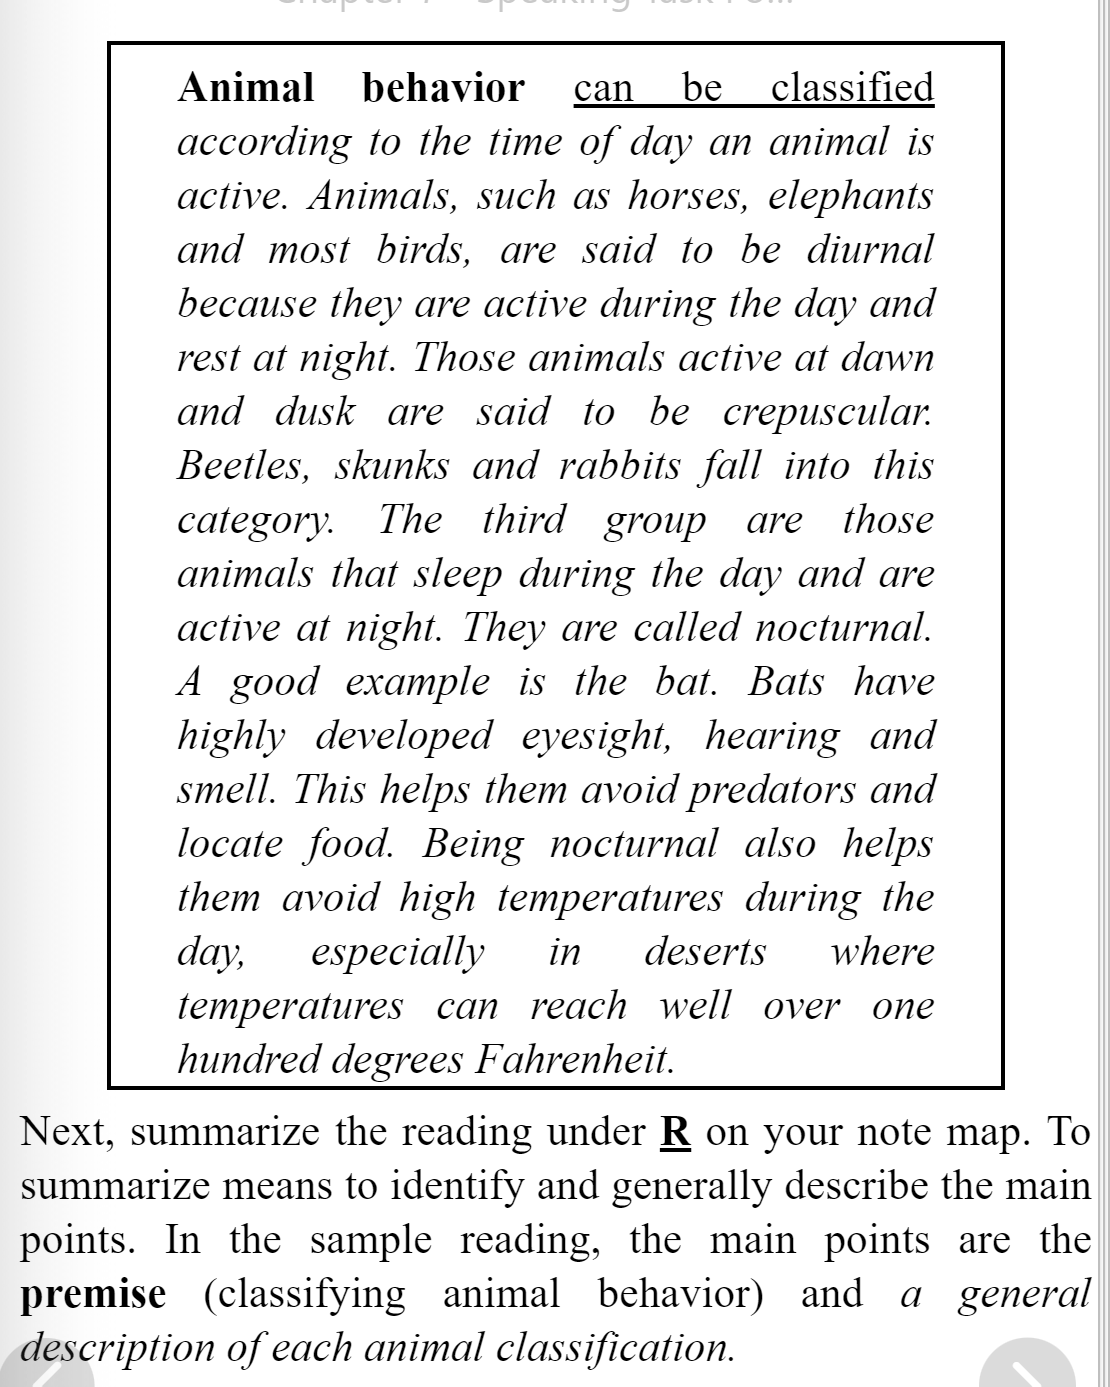 Animal behavior can be classified
according to the time of day an animal is
active. Animals, such as horses, elephants
and most birds, are said to be diurnal
because they are active during the day and
rest at night. Those animals active at dawn
and dusk are said to be crepuscular.
Beetles, skunks and rabbits fall into this
category. The third group are those
animals that sleep during the day and are
active at night. They are called nocturnal.
A good example is the bat. Bats have
highly developed eyesight, hearing and
smell. This helps them avoid predators and
locate food. Being nocturnal also helps
them avoid high temperatures during the
day, especially in deserts where
temperatures can reach well over one
hundred degrees Fahrenheit.
Next, summarize the reading under R on your note map. To
summarize means to identify and generally describe the main
points. In the sample reading, the main points are the
premise (classifying animal behavior) and a general
description of each animal classification.